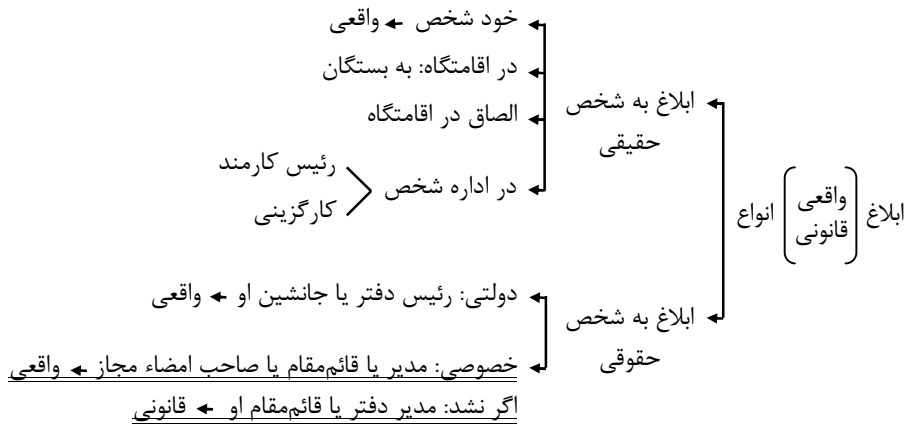 ابلاغ
واقعی
قانونی
انواع
ابلاغ به شخص
حقیقی
خود شخص ← واقعی
در اقامتگاه: به بستگان
الصاق در اقامتگاه
در اداره شخص
رئیس کارمند
کارگزینی
ابلاغ به شخص
حقوقی
دولتی: رئیس دفتر یا جانشین او ← واقعی
خصوصی: مدیر یا قائم‌مقام یا صاحب امضاء مجاز ← واقعی
اگر نشد: مدیر دفتر یا قائم‌مقام او ← قانونی